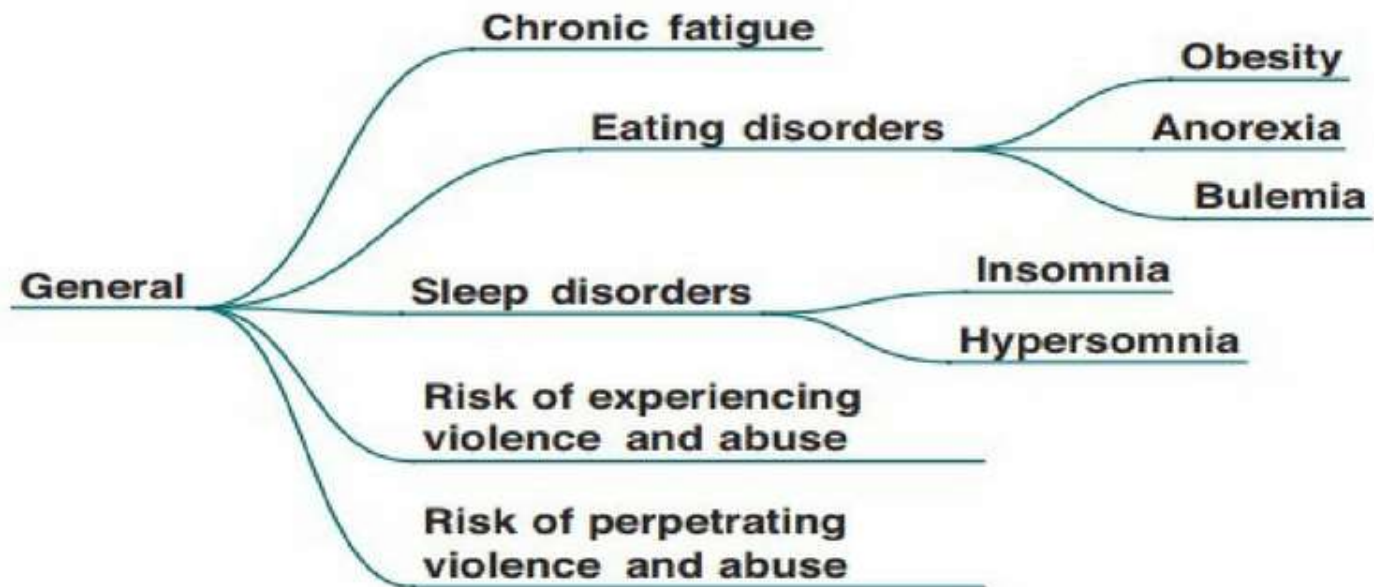 General
Chronic fatigue
Eating disorders
Obesity
Anorexia
Bulemia
Sleep disorders
Insomnia
Hypersomnia
Risk of experiencing
violence and abuse
Risk of perpetrating
violence and abuse